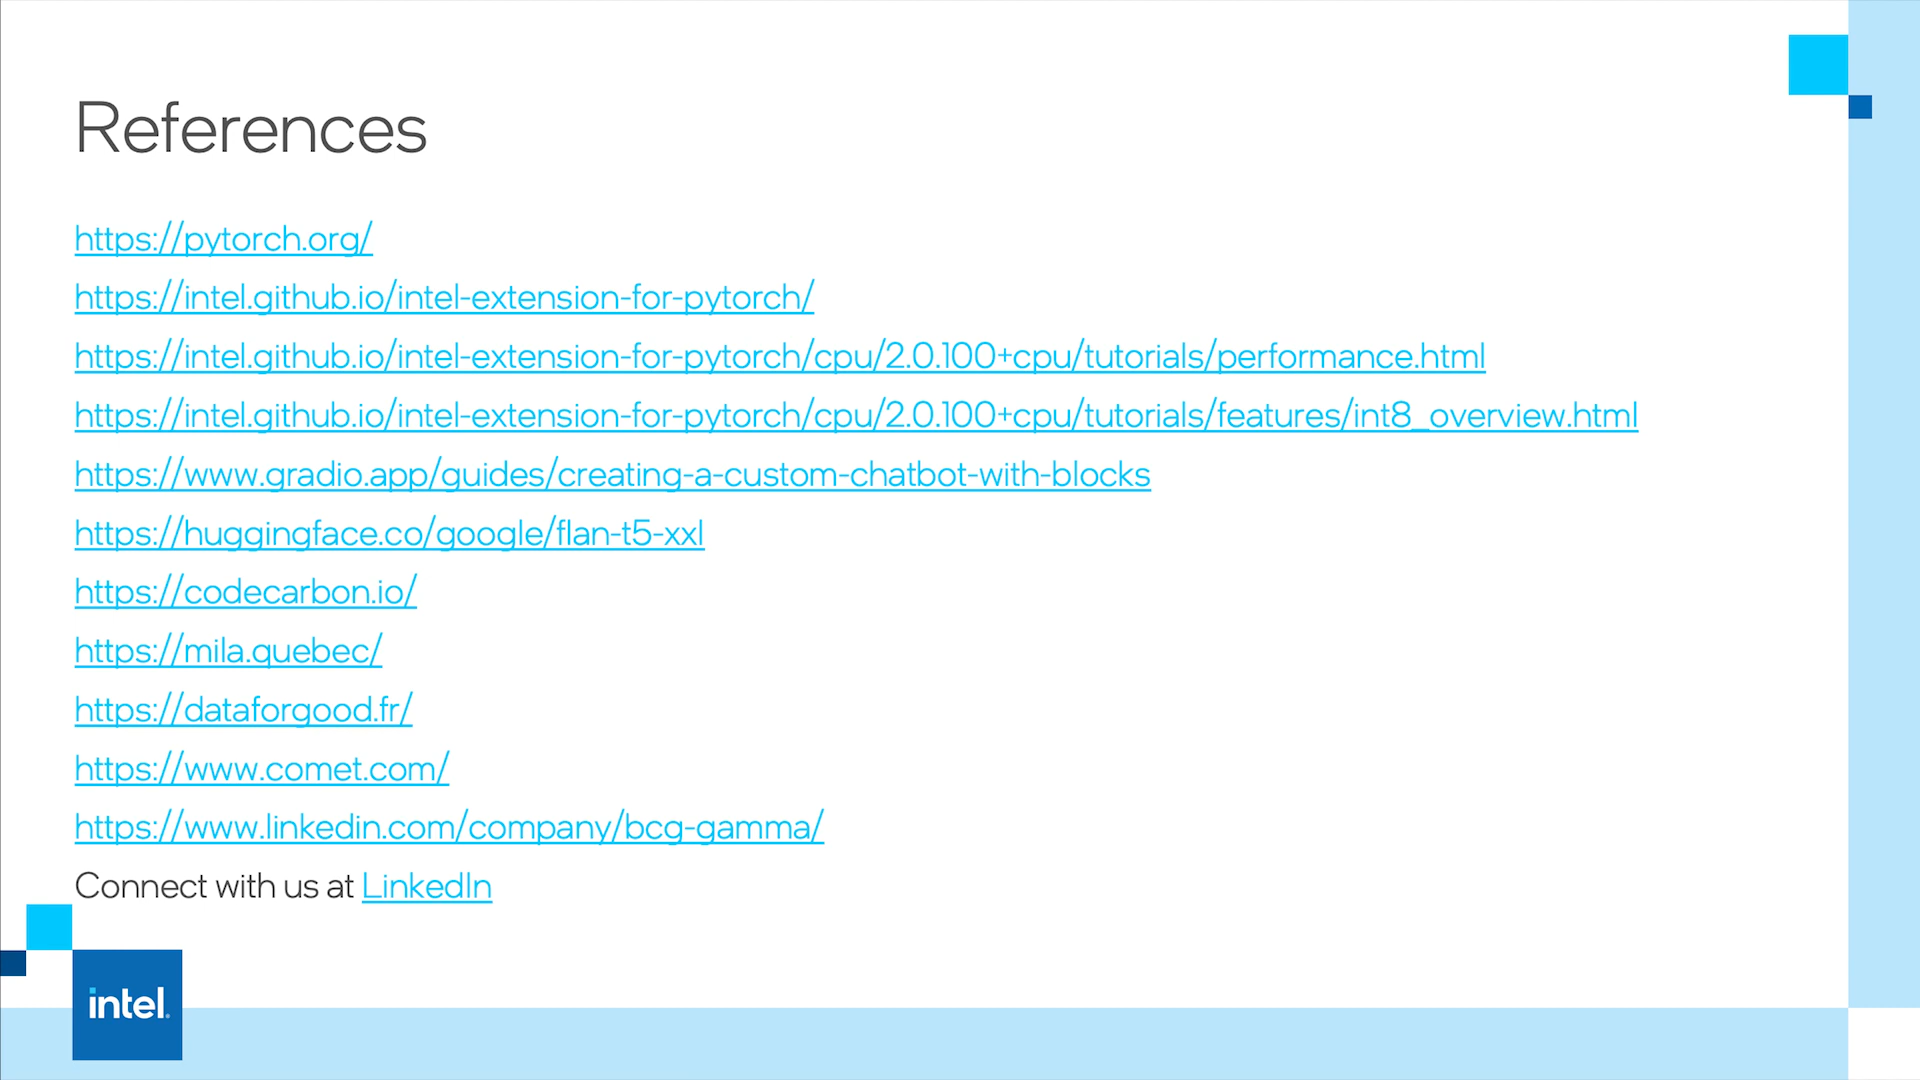 References
https://pytorch.org/
https://intel.github.io/intel-extension-for-pytorch/
https://intel.github.io/intel-extension-for-pytorch/cpu/2.0.100+cpu/tutorials/performance.html
https://intel.github.io/intel-extension-for-pytorch/cpu/2.0.100+cpu/tutorials/features/int8_overview.html
https://www.gradio.app/guides/creating-a-custom-chatbot-with-blocks
https://huggingface.co/google/flan-t5-xxl
https://codecarbon.io/
https://mila.quebec/
https://dataforgood.fr/
https://www.comet.com/
https://www.linkedin.com/company/bcg-gamma/
Connect with us at LinkedIn
intel.